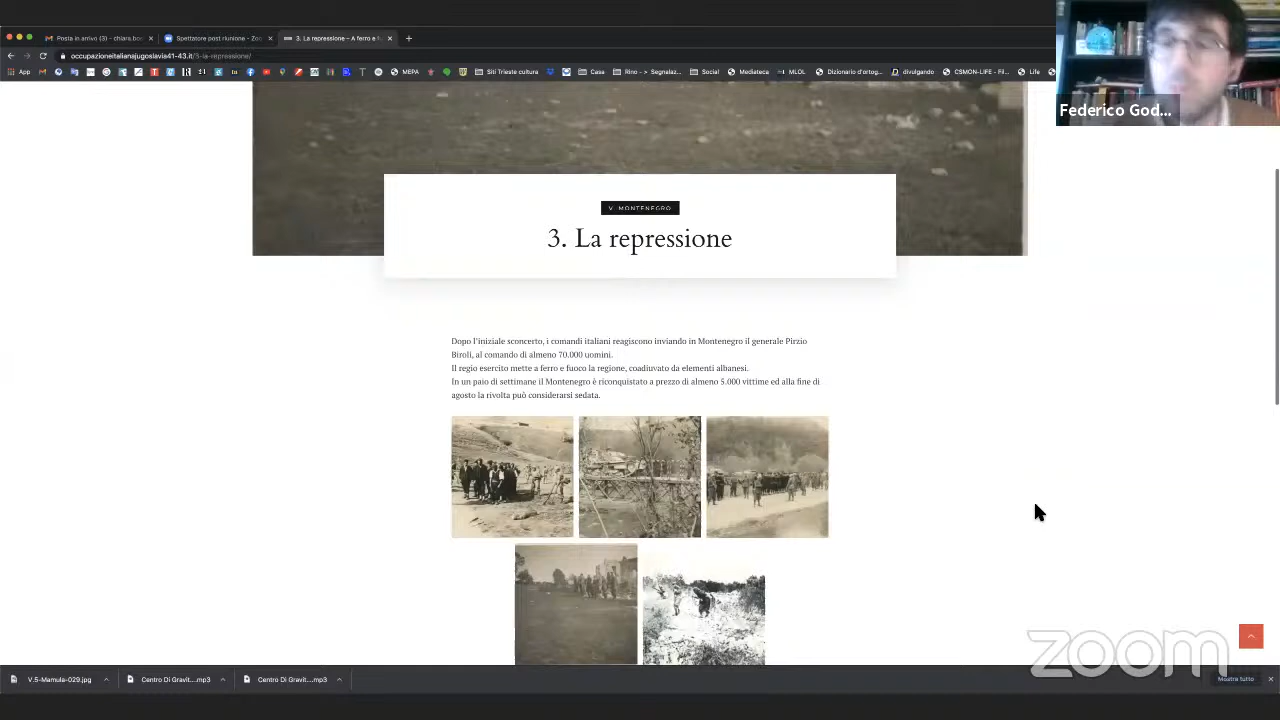 Posta in arrivo (3) - chiara.bo
Spettatore post riunione - Zoo
3. La repressione – A ferro e f
occupazioneitalianajugoslavia41-43.it/3-la-repressione/
App
MEPA
Siti Trieste cultura
Casa
Rino - > Segnalaz...
Social
Mediateca
MLOL
Dizionario d'ortog...
divulgando
CSMON-LIFE - Fil...
Life
Federico God...
V. MONTENEGRO
3. La repressione
Dopo l'iniziale sconcerto, i comandi italiani reagiscono inviando in Montenegro il generale Pirzio
Biroli, al comando di almeno 70.000 uomini.
Il regio esercito mette a ferro e fuoco la regione, coadiuvato da elementi albanesi.
In un paio di settimane il Montenegro è riconquistato a prezzo di almeno 5.000 vittime ed alla fine di
agosto la rivolta può considerarsi sedata.
zoom
V.5-Mamula-029.jpg
Centro Di Gravit....mp3
Centro Di Gravit....mp3
Mostra tutto